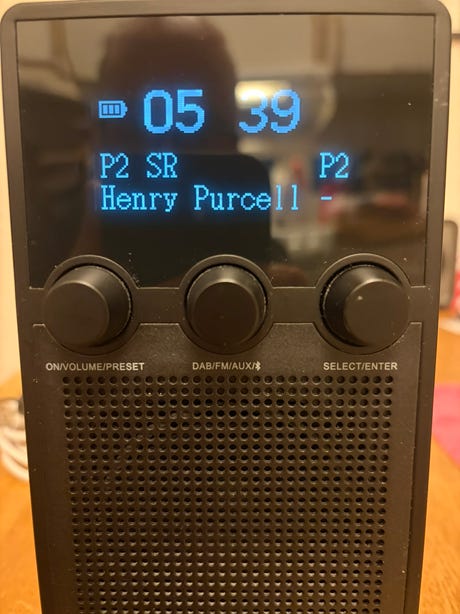 05 39
P2 SR P2
Henry Purcell -
ON/VOLUME/PRESET DAB/FM/AUX/ SELECT/ENTER